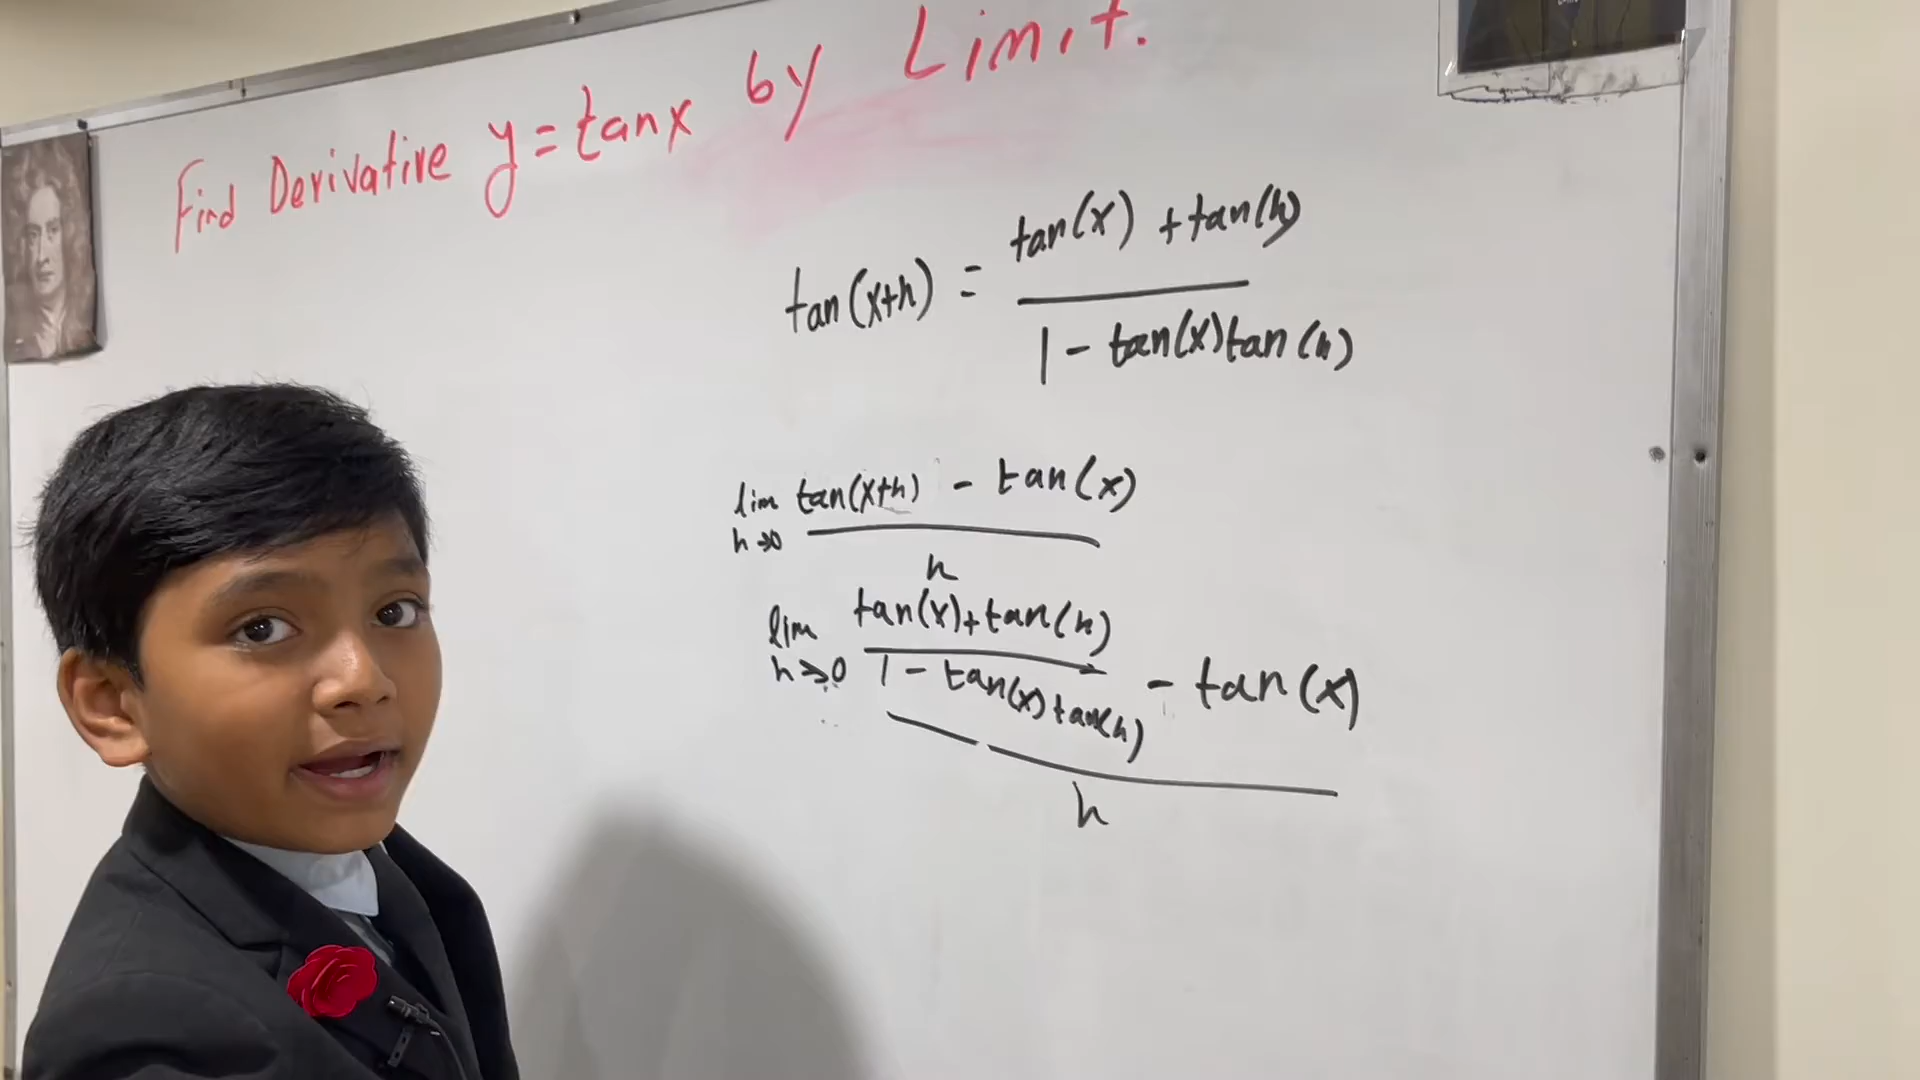 Find Derivative y=tanx by Limit.
tan(x) + tan(h)
tan(x+h) =
1 - tan(x)tan(h)
lim tan(x+h) - tan(x)
h→0
h
lim tan(x)+tan(h)
h→0 1 - tan(x)tan(h) - tan(x)
h